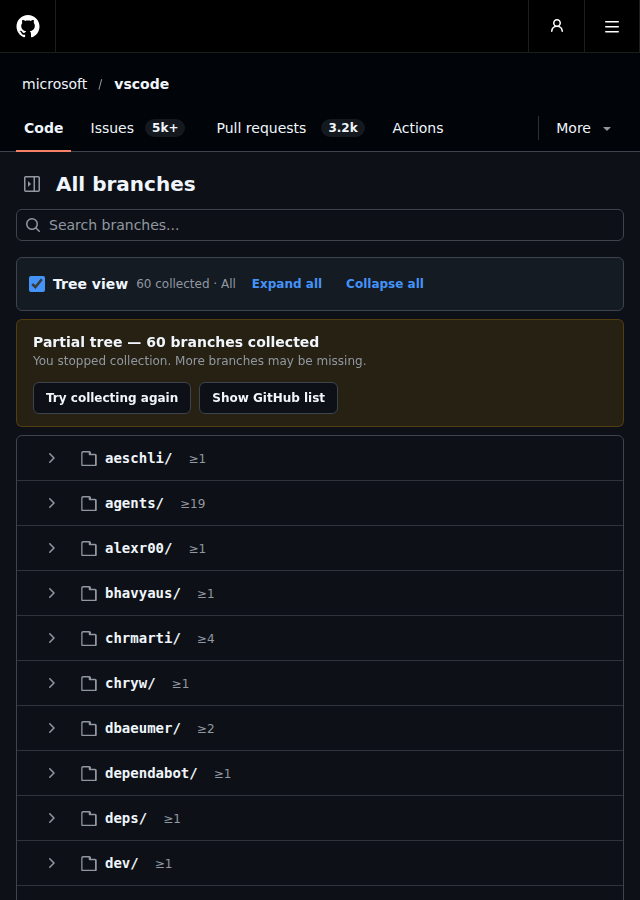 microsoft / vscode
Code Issues 5k+ Pull requests 3.2k Actions More
All branches
Search branches...
Tree view 60 collected · All Expand all Collapse all
Partial tree — 60 branches collected
You stopped collection. More branches may be missing.
Try collecting again Show GitHub list
aeschli/ ≥1
agents/ ≥19
alexr00/ ≥1
bhavyaus/ ≥1
chrmarti/ ≥4
chryw/ ≥1
dbaeumer/ ≥2
dependabot/ ≥1
deps/ ≥1
dev/ ≥1